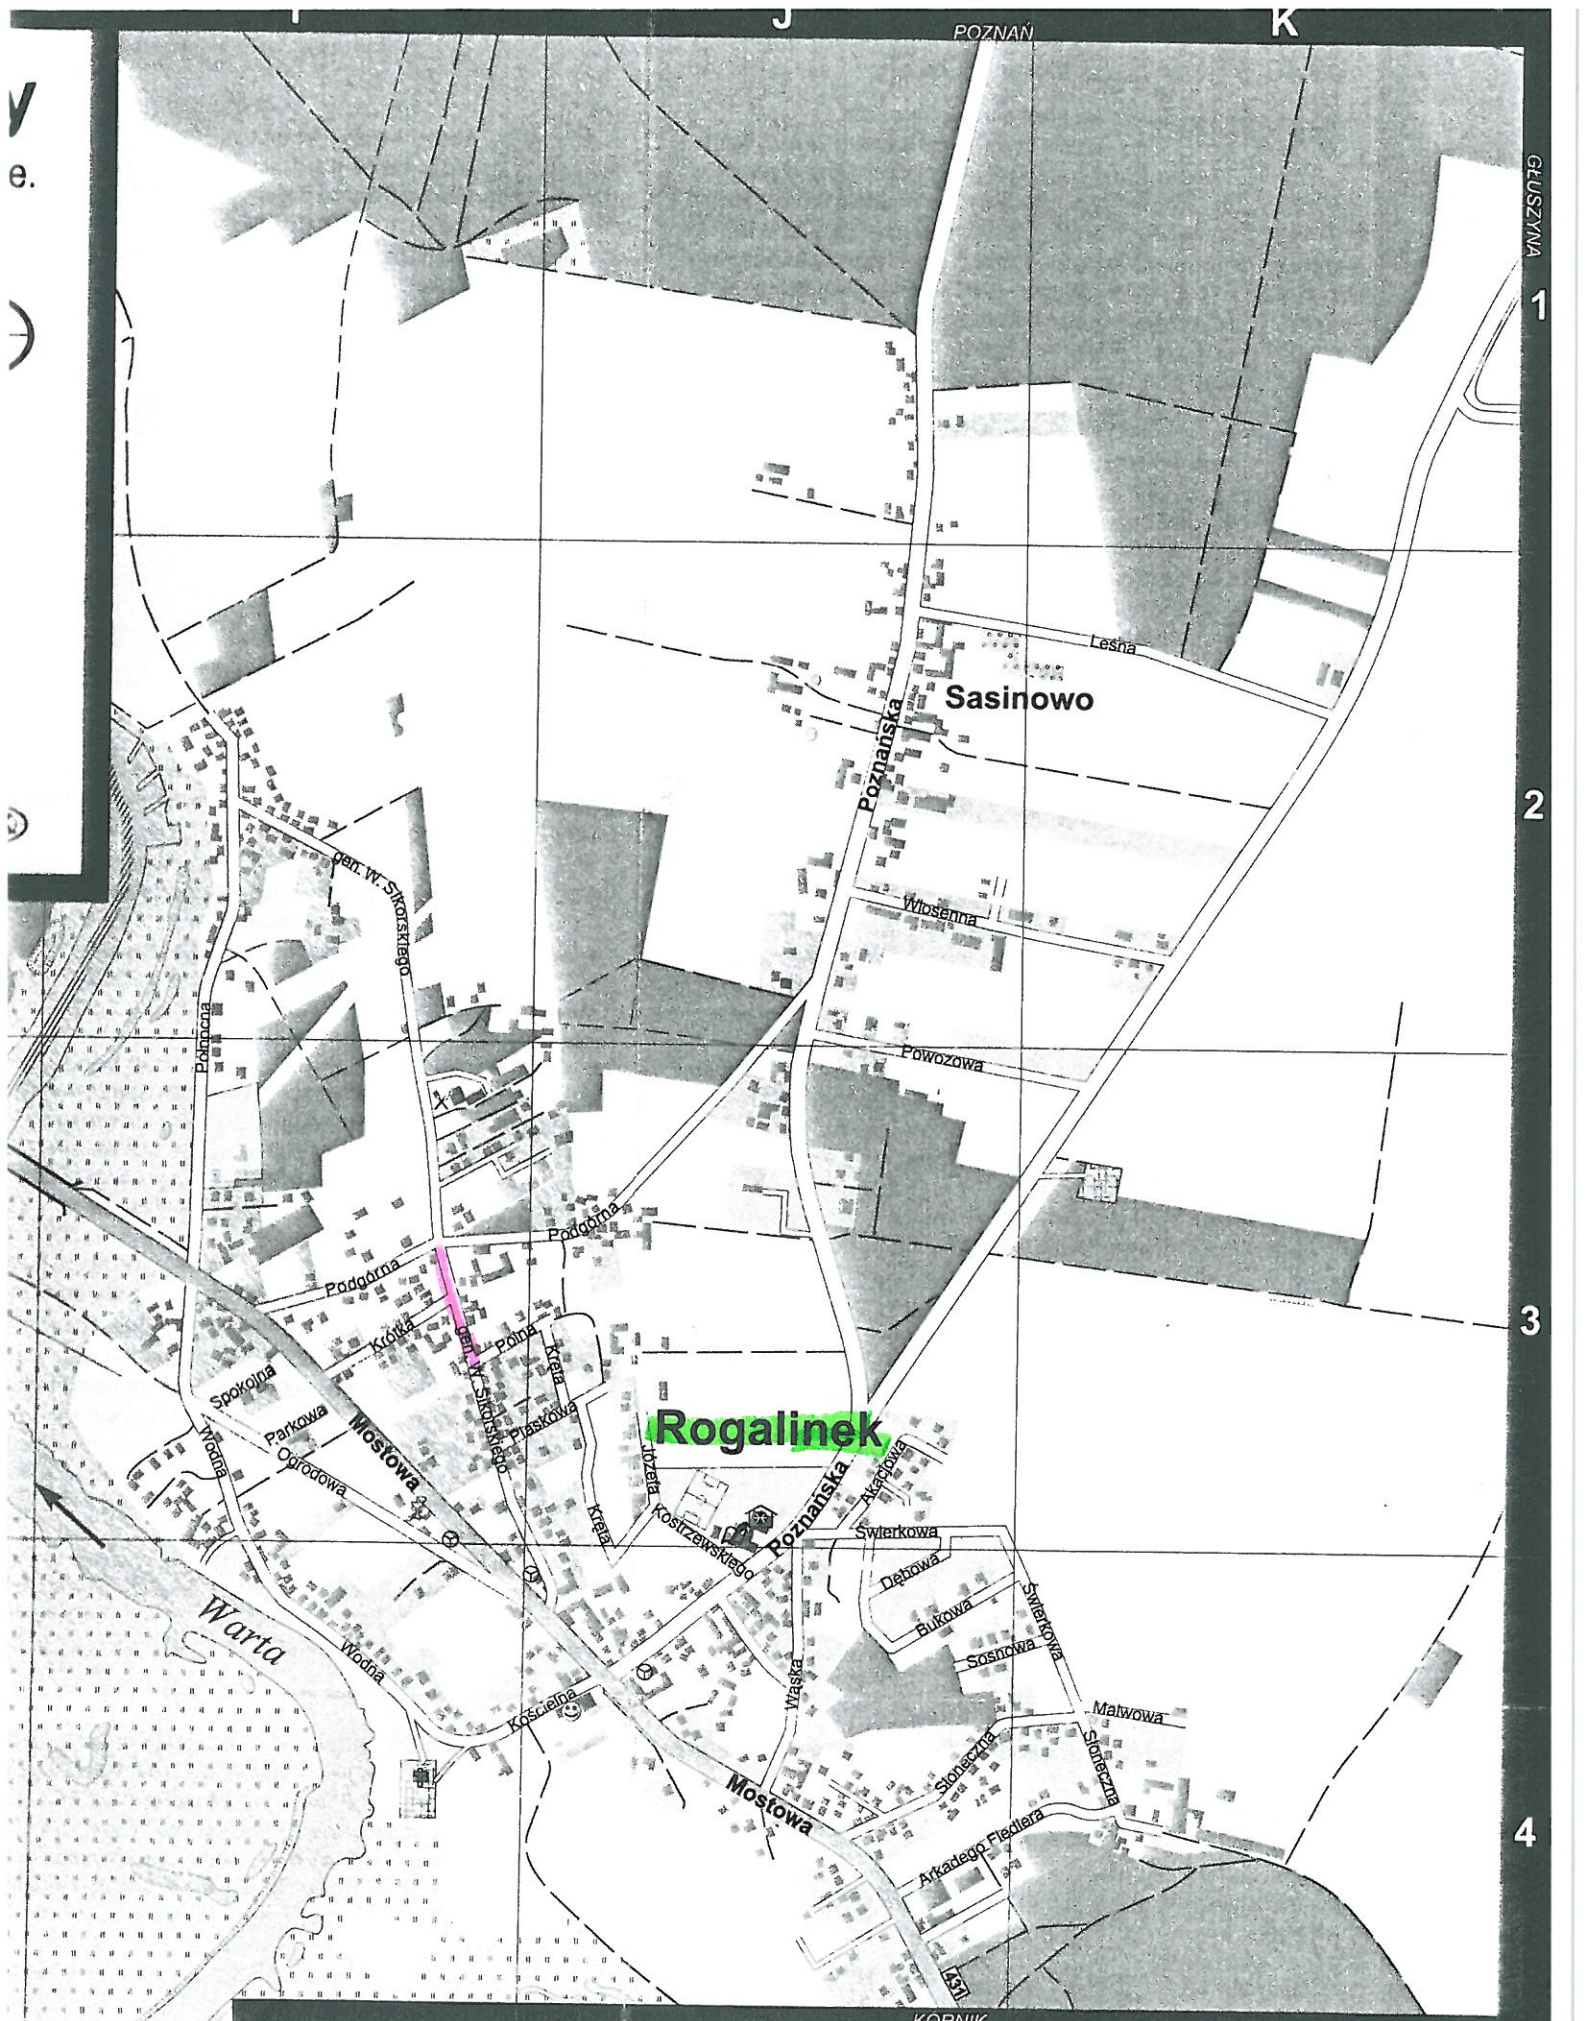 J
K
POZNAŃ
y
e.
GŁUSZYNA
1
Leśna
Sasinowo
Poznańska
2
gen. W. Sikorskiego
Wiosenna
Północna
Powozowa
Podgórna
Podgórna
3
Krótka
gen. W. Sikorskiego
Polna
Kręta
Spokojna
Piaskowa
Parkowa
Mostowa
Rogalinek
Wodna
Ogrodowa
Józefa
Kostrzewskiego
Poznańska
Akacjowa
Kręta
Świerkowa
Dębowa
Bukowa
Świerkowa
Sosnowa
Warta
Wodna
Wąska
Kościelna
Malwowa
Słoneczna
Słoneczna
Mostowa
Arkadego Fiedlera
4
431
KÓRNIK